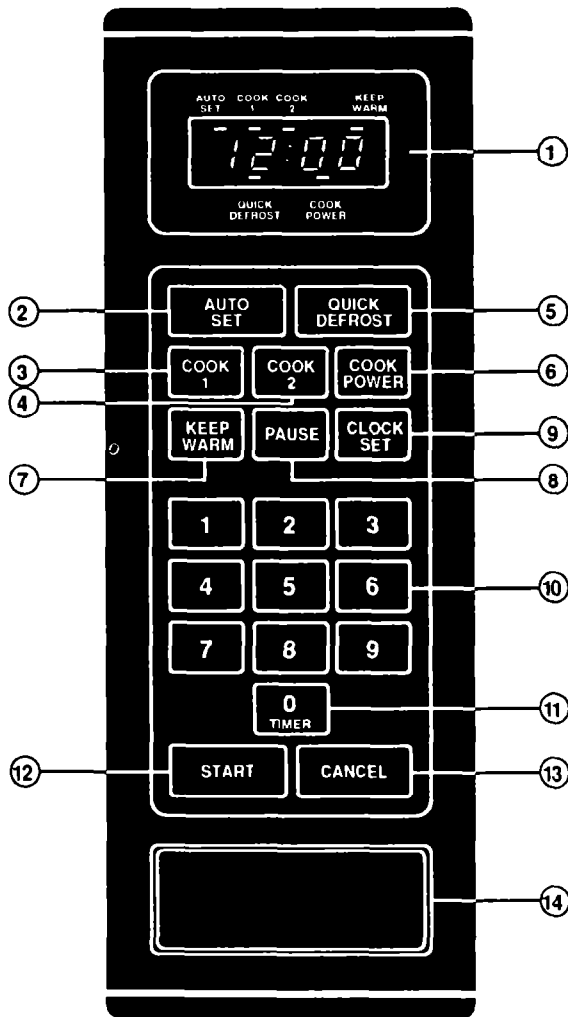 AUTO COOK COOK KEEP
SET 1 2 WARM
12:00
QUICK COOK
DEFROST POWER
1
AUTO
SET
QUICK
DEFROST
2
5
COOK
1
COOK
2
COOK
POWER
3
4
6
KEEP
WARM
PAUSE
CLOCK
SET
9
7
8
1 2 3
4 5 6
10
7 8 9
0
TIMER
11
START CANCEL
12
13
14